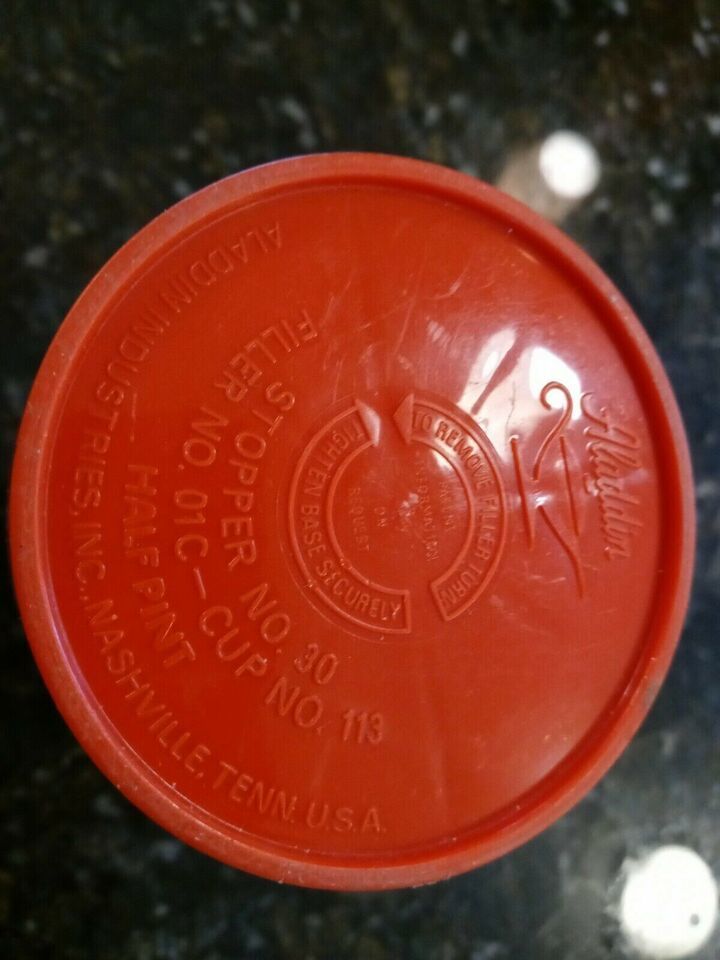 Aladdin
TO REMOVE FILLER TURN
TIGHTEN BASE SECURELY
INFORMATION
ON
REQUEST
STOPPER NO. 30
FILLER NO. 01C — CUP NO. 113
HALF PINT
ALADDIN INDUSTRIES, INC., NASHVILLE, TENN. U.S.A.